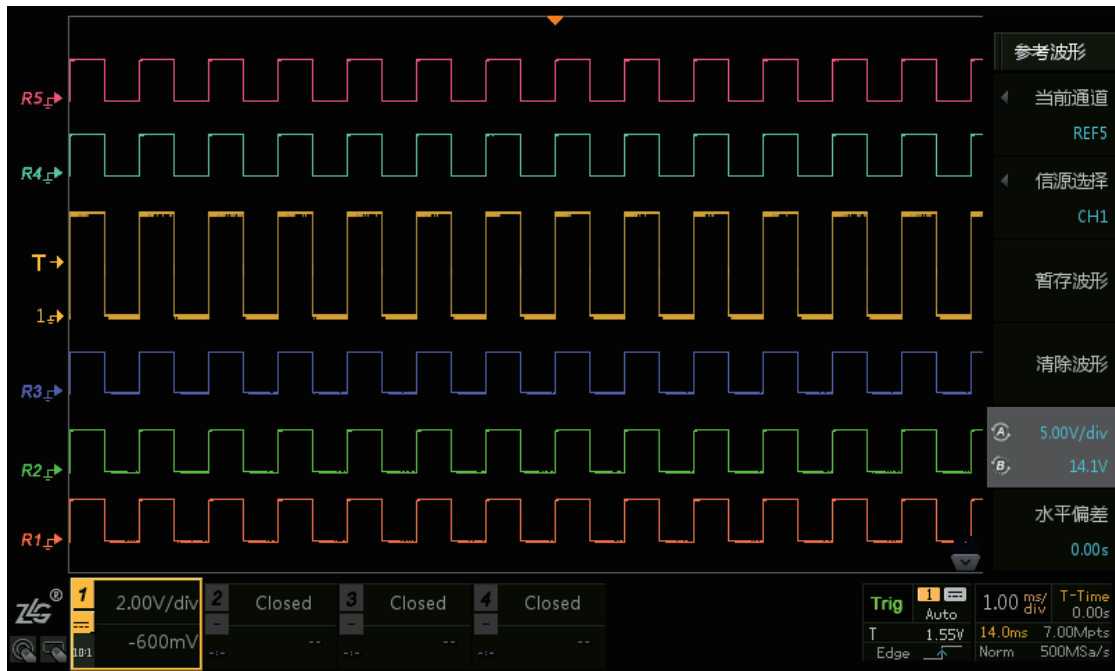 参考波形
当前通道
REF5
信源选择
CH1
暂存波形
清除波形
A 5.00V/div
B 14.1V
水平偏差
0.00s
R5
R4
T
1
R3
R2
R1
ZLG®
1 2.00V/div
10:1 -600mV
2 Closed
-:- --
3 Closed
-:- --
4 Closed
-:- --
Trig 1 Auto
T 1.55V
Edge
1.00 ms/div T-Time 0.00s
14.0ms 7.00Mpts
Norm 500MSa/s